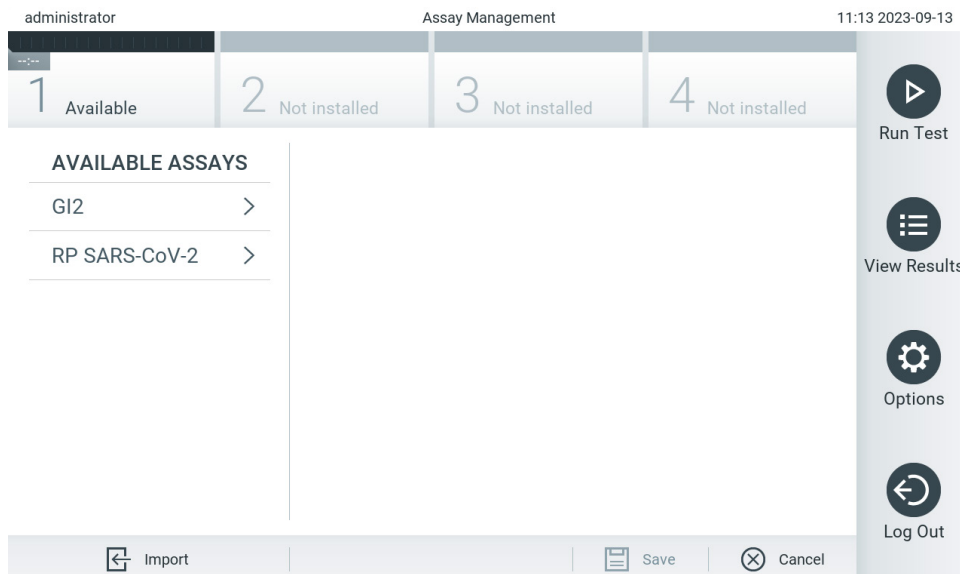 administrator
Assay Management
11:13 2023-09-13
--:--
1 Available
2 Not installed
3 Not installed
4 Not installed
Run Test
AVAILABLE ASSAYS
GI2
RP SARS-CoV-2
View Results
Options
Log Out
Import
Save
Cancel